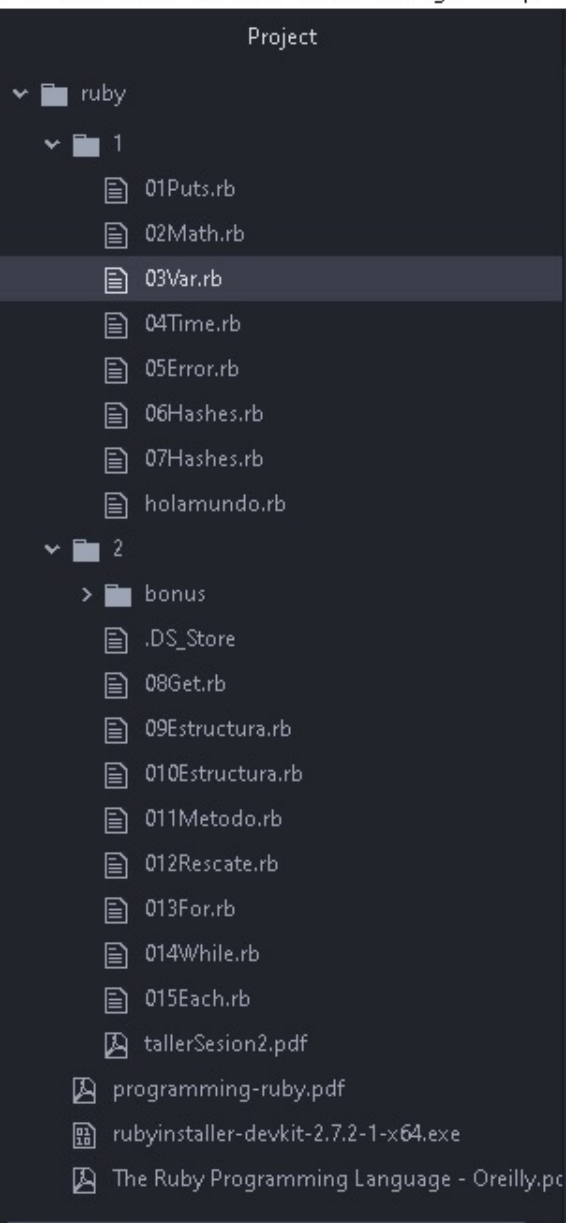 Project
ruby
1
01Puts.rb
02Math.rb
03Var.rb
04Time.rb
05Error.rb
06Hashes.rb
07Hashes.rb
holamundo.rb
2
bonus
.DS_Store
08Get.rb
09Estructura.rb
010Estructura.rb
011Metodo.rb
012Rescate.rb
013For.rb
014While.rb
015Each.rb
tallerSesion2.pdf
programming-ruby.pdf
rubyinstaller-devkit-2.7.2-1-x64.exe
The Ruby Programming Language - Oreilly.pc